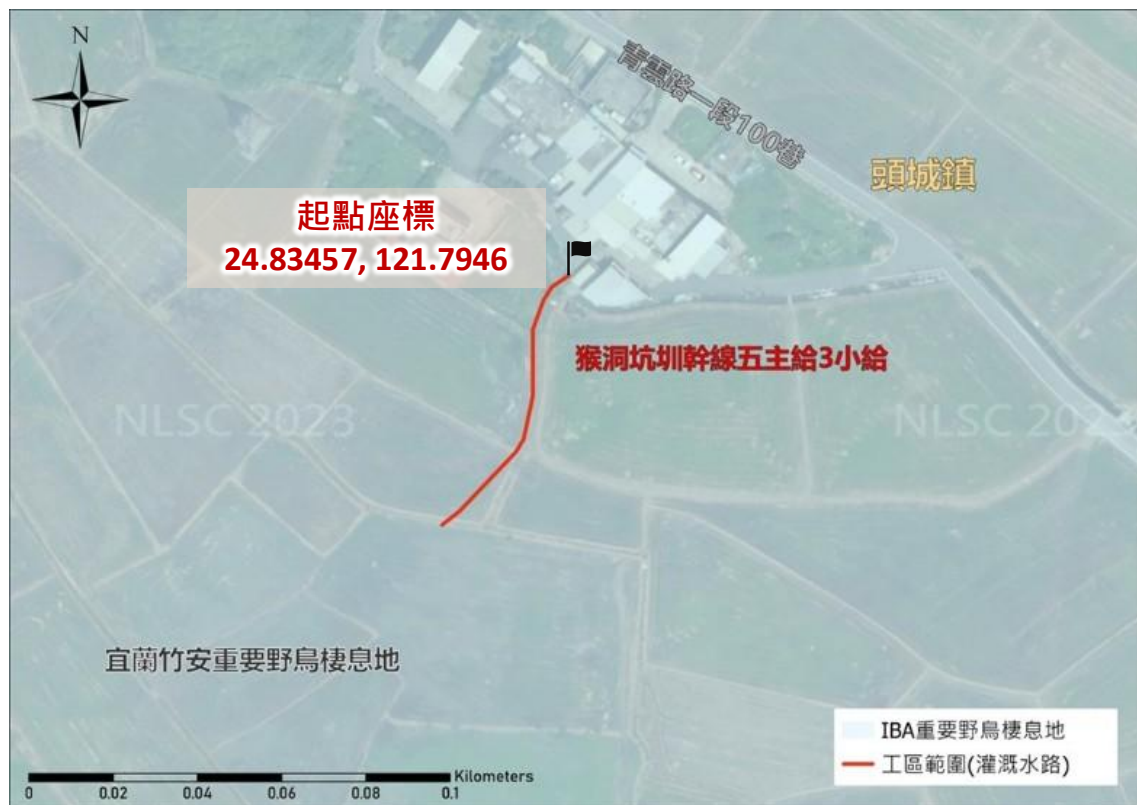 N
青雲路一段100巷
頭城鎮
起點座標
24.83457, 121.7946
猴洞坑圳幹線五主給3小給
NLSC 2023
NLSC 2023
宜蘭竹安重要野鳥棲息地
IBA重要野鳥棲息地
工區範圍(灌溉水路)
Kilometers
0 0.02 0.04 0.06 0.08 0.1